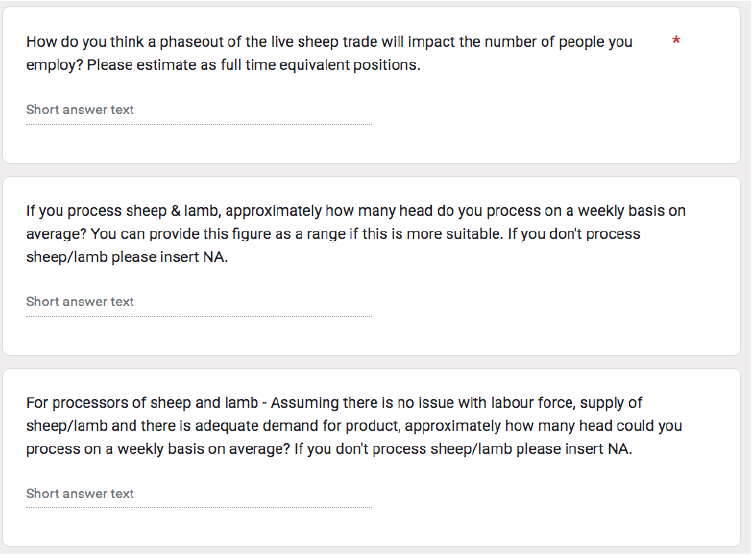 How do you think a phaseout of the live sheep trade will impact the number of people you *
employ? Please estimate as full time equivalent positions.
Short answer text
If you process sheep & lamb, approximately how many head do you process on a weekly basis on
average? You can provide this figure as a range if this is more suitable. If you don't process
sheep/lamb please insert NA.
Short answer text
For processors of sheep and lamb - Assuming there is no issue with labour force, supply of
sheep/lamb and there is adequate demand for product, approximately how many head could you
process on a weekly basis on average? If you don't process sheep/lamb please insert NA.
Short answer text